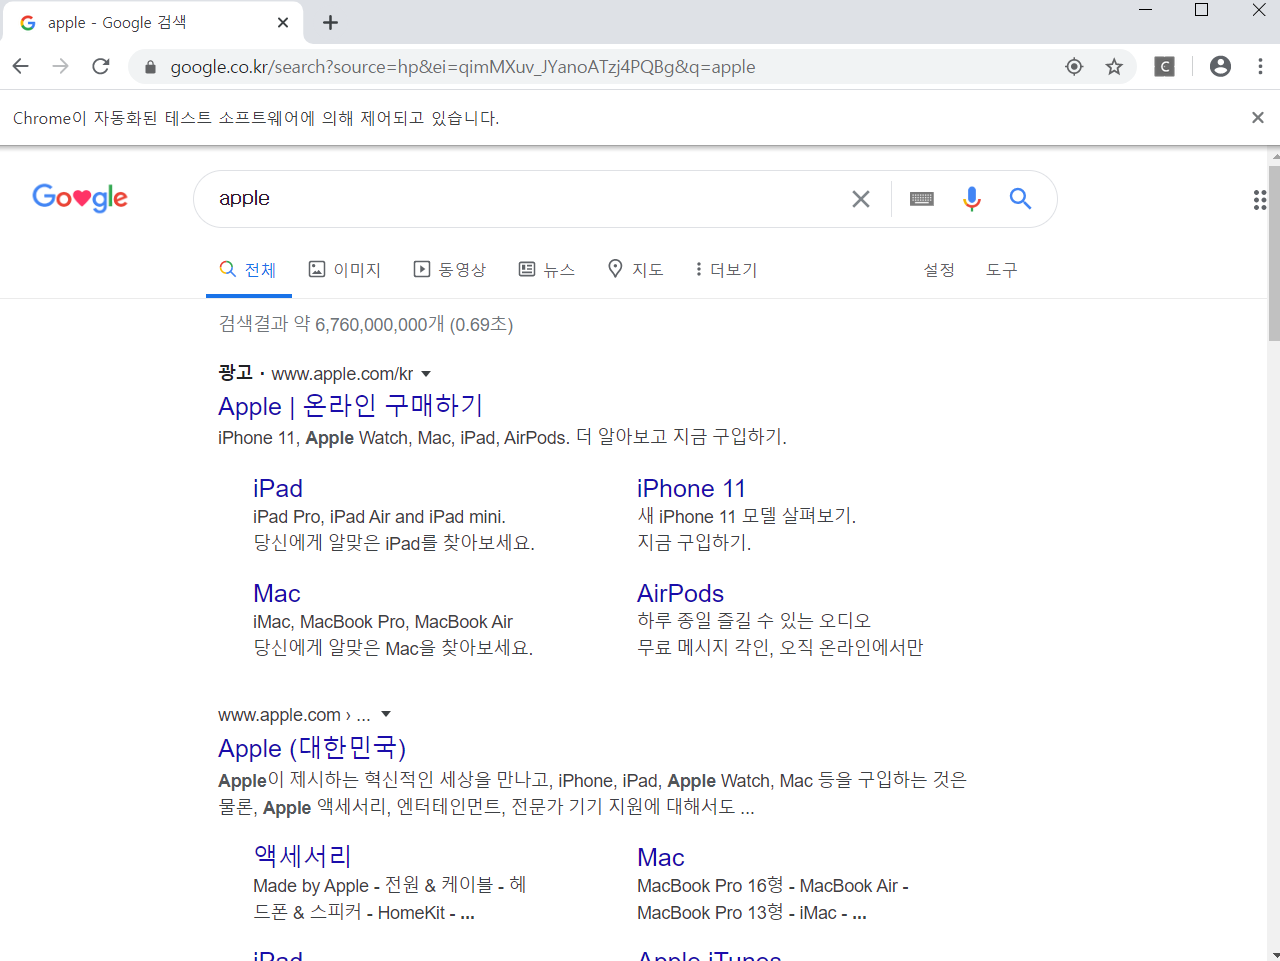 apple - Google 검색
google.co.kr/search?source=hp&ei=qimMXuv_JYanoATzj4PQBg&q=apple
C
Chrome이 자동화된 테스트 소프트웨어에 의해 제어되고 있습니다.
Go gle
apple
전체 이미지 동영상 뉴스 지도 더보기 설정 도구
검색결과 약 6,760,000,000개 (0.69초)
광고 · www.apple.com/kr
Apple | 온라인 구매하기
iPhone 11, Apple Watch, Mac, iPad, AirPods. 더 알아보고 지금 구입하기.
iPad
iPad Pro, iPad Air and iPad mini.
당신에게 알맞은 iPad를 찾아보세요.
iPhone 11
새 iPhone 11 모델 살펴보기.
지금 구입하기.
Mac
iMac, MacBook Pro, MacBook Air
당신에게 알맞은 Mac을 찾아보세요.
AirPods
하루 종일 즐길 수 있는 오디오
무료 메시지 각인, 오직 온라인에서만
www.apple.com › ...
Apple (대한민국)
Apple이 제시하는 혁신적인 세상을 만나고, iPhone, iPad, Apple Watch, Mac 등을 구입하는 것은
물론, Apple 액세서리, 엔터테인먼트, 전문가 기기 지원에 대해서도 ...
액세서리
Made by Apple - 전원 & 케이블 - 헤
드폰 & 스피커 - HomeKit - ...
Mac
MacBook Pro 16형 - MacBook Air -
MacBook Pro 13형 - iMac - ...
iPad
Apple iTunes